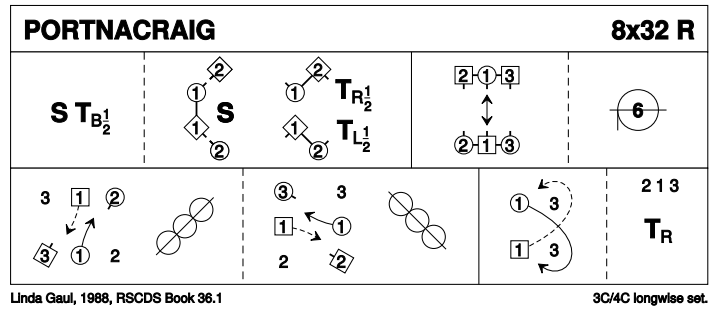 PORTNACRAIG 8x32 R
S T B 1/2
2 1 1 2 S
2 1 T R 1/2
1 2 T L 1/2
2 1 3
2 1 3
6
3 1 2
3 1 2
3 3
1 1
2 2
1 3
1 3
2 1 3
T R
Linda Gaul, 1988, RSCDS Book 36.1 3C/4C longwise set.